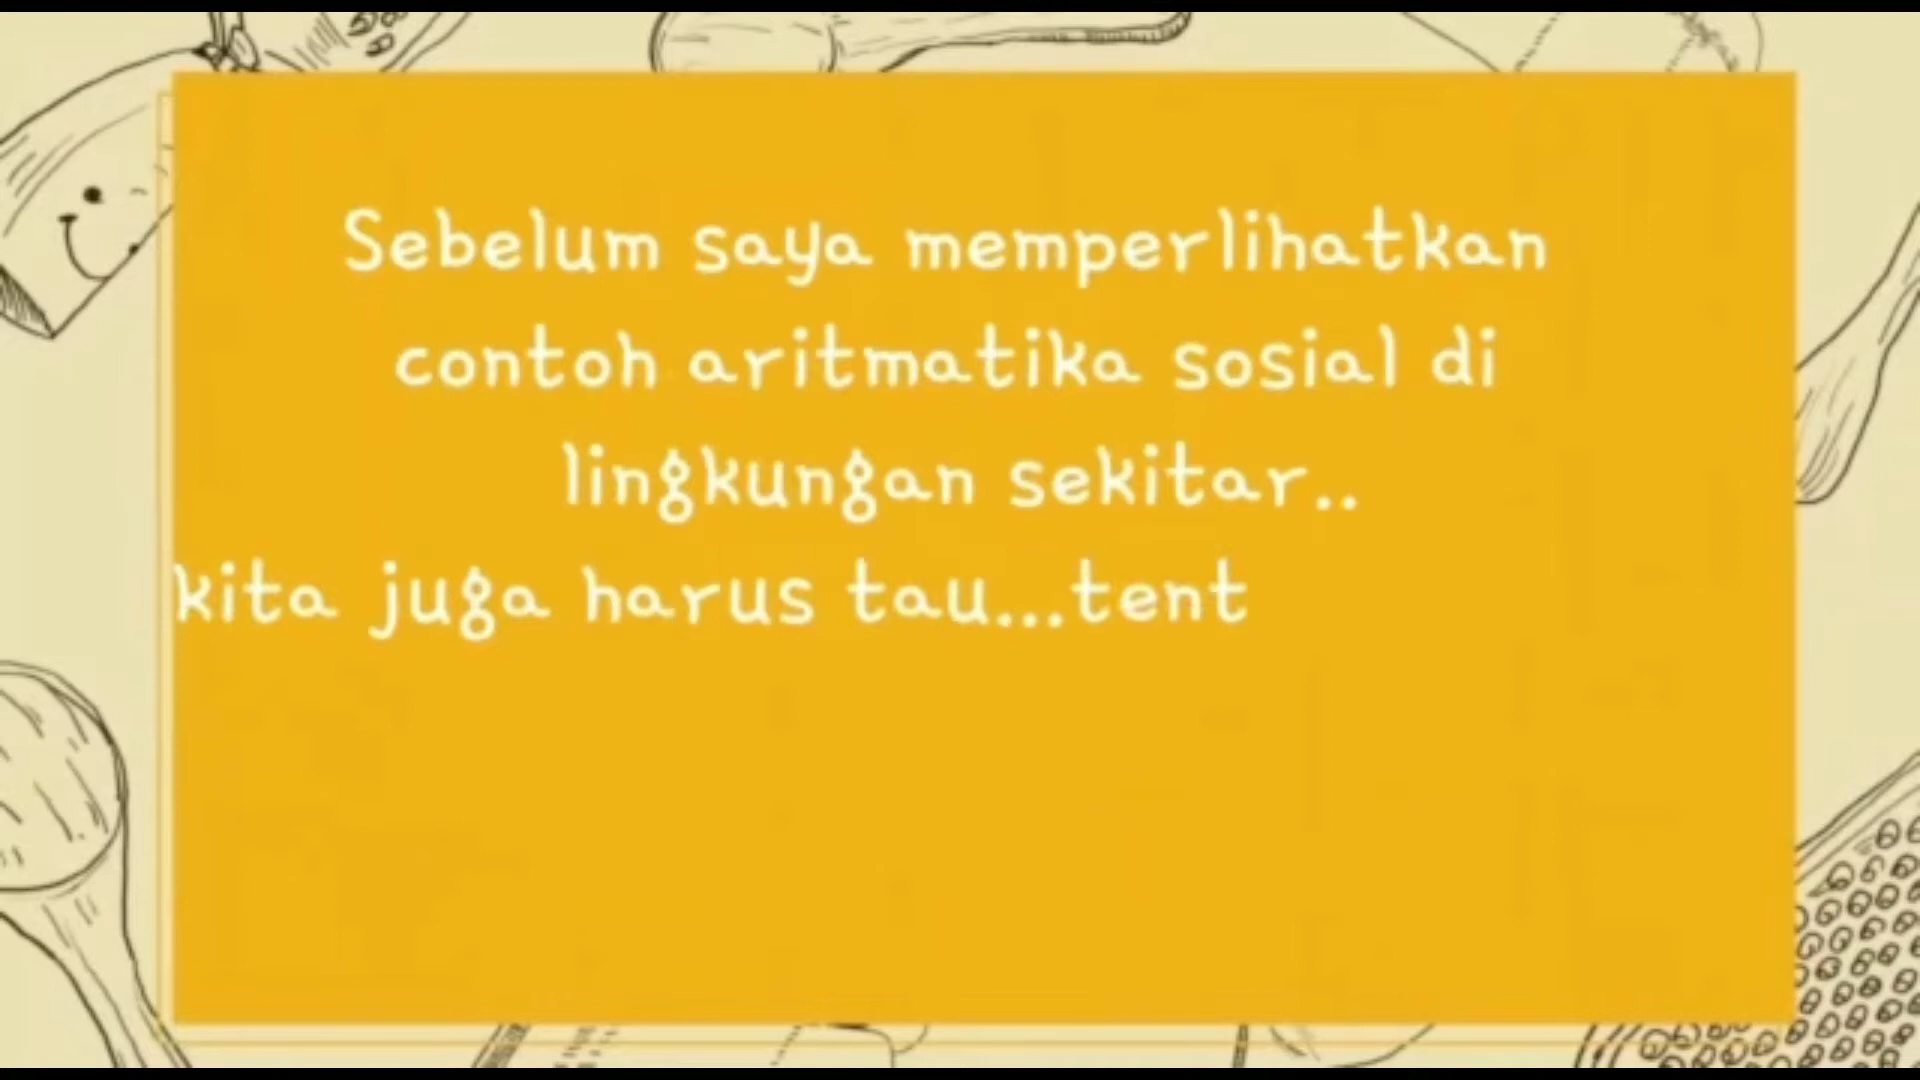 Sebelum saya memperlihatkan
contoh aritmatika sosial di
lingkungan sekitar..
kita juga harus tau...tent